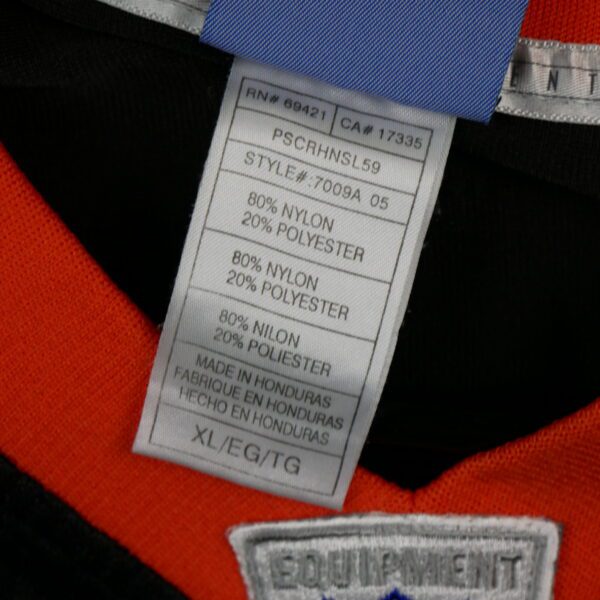 ENT
RN# 69421 CA# 17335
PSCRHNSL59
STYLE#:7009A 05
80% NYLON
20% POLYESTER
80% NYLON
20% POLYESTER
80% NILON
20% POLIESTER
MADE IN HONDURAS
FABRIQUE EN HONDURAS
HECHO EN HONDURAS
XL/EG/TG
EQUIPMENT